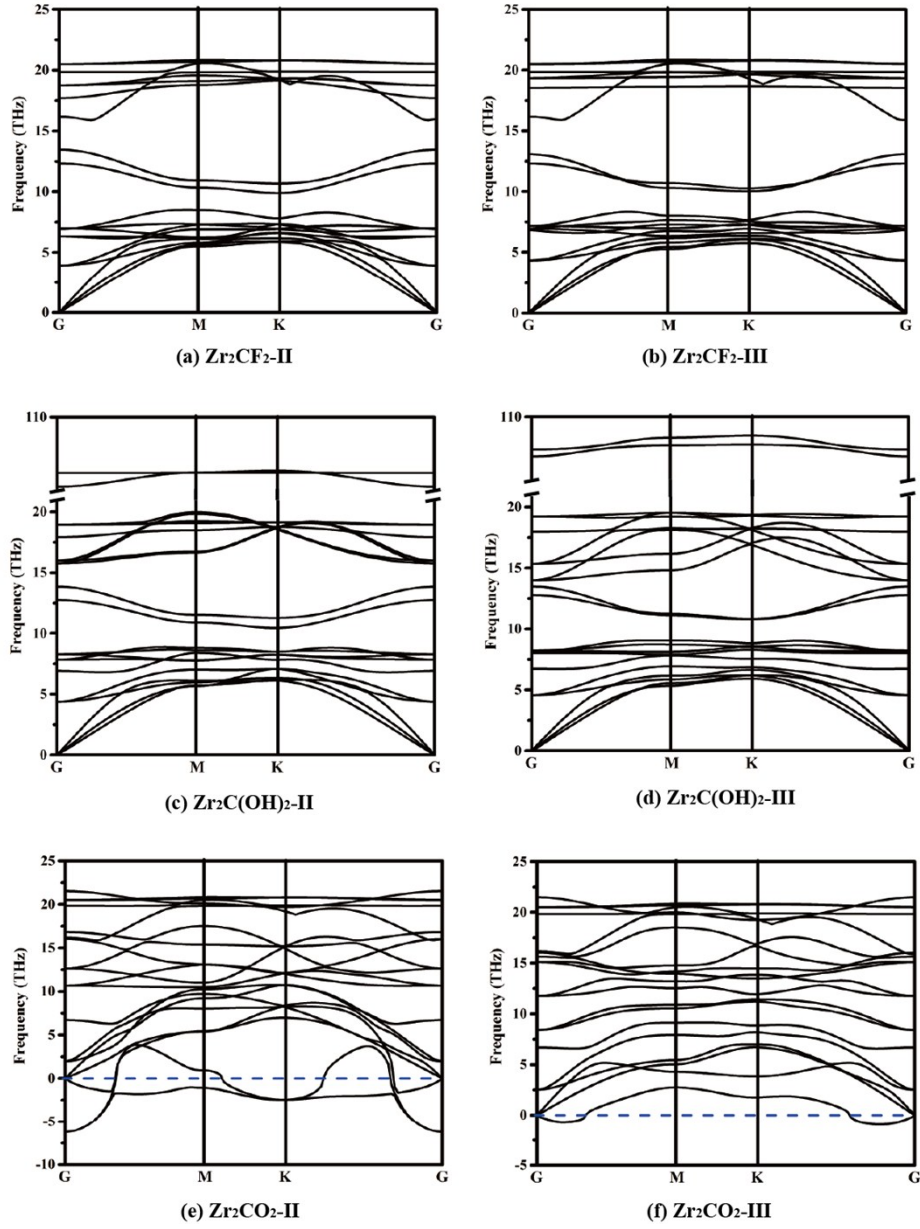 25
20
15
10
5
0
Frequency (THz)
G M K G
(a) Zr₂CF₂-II
25
20
15
10
5
0
Frequency (THz)
G M K G
(b) Zr₂CF₂-III
110
20
15
10
5
0
Frequency (THz)
G M K G
(c) Zr₂C(OH)₂-II
110
20
15
10
5
0
Frequency (THz)
G M K G
(d) Zr₂C(OH)₂-III
25
20
15
10
5
0
-5
-10
Frequency (THz)
G M K G
(e) Zr₂CO₂-II
25
20
15
10
5
0
-5
Frequency (THz)
G M K G
(f) Zr₂CO₂-III